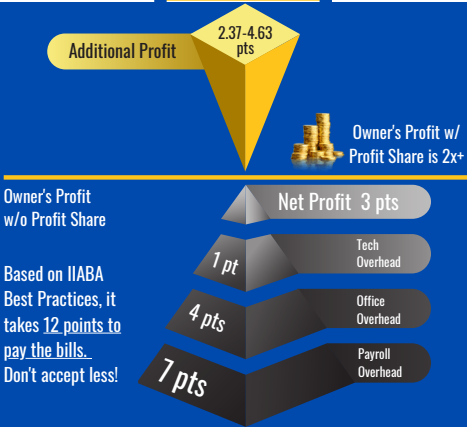 2.37-4.63
pts
Additional Profit
Owner's Profit w/
Profit Share is 2x+
Owner's Profit
w/o Profit Share
Net Profit 3 pts
Based on IIABA
Best Practices, it
takes 12 points to
pay the bills.
Don't accept less!
1 pt
Tech
Overhead
4 pts
Office
Overhead
7 pts
Payroll
Overhead